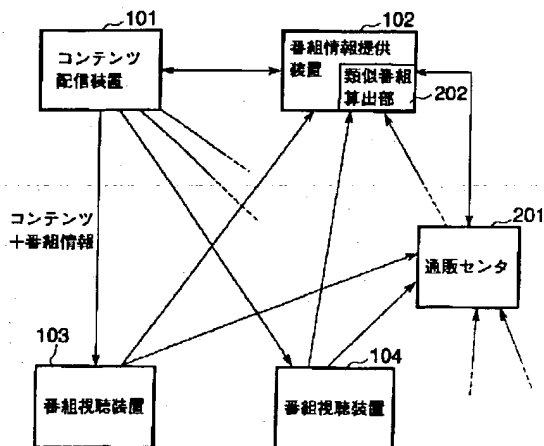 101
コンテンツ
配信装置
102
番組情報提供
装置
類似番組
算出部
202
コンテンツ
+番組情報
201
通販センタ
103
番組視聴装置
104
番組視聴装置